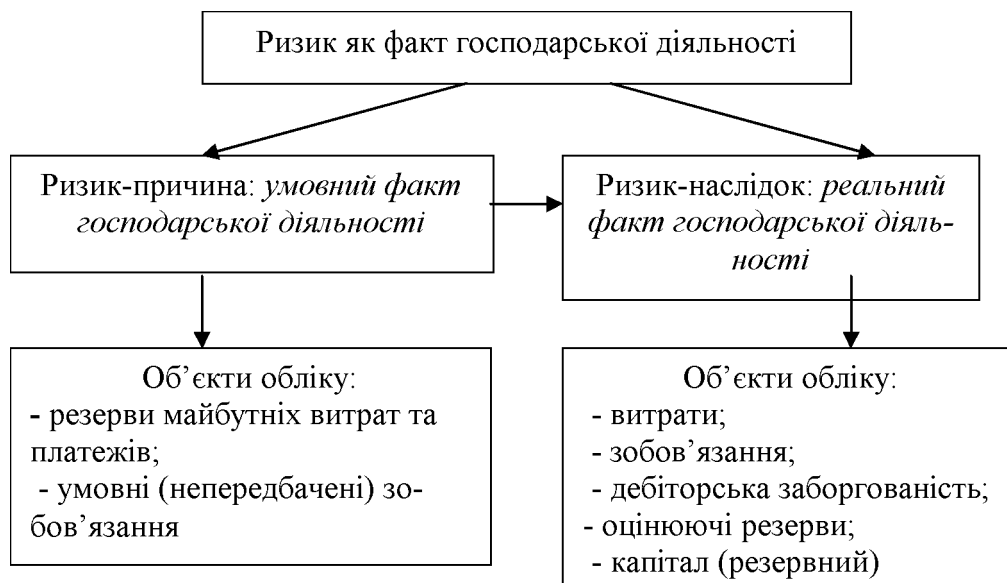 Ризик як факт господарської діяльності
Ризик-причина: умовний факт
господарської діяльності
Ризик-наслідок: реальний
факт господарської діяль-
ності
Об’єкти обліку:
- резерви майбутніх витрат та
платежів;
- умовні (непередбачені) зо-
бов’язання
Об’єкти обліку:
- витрати;
- зобов’язання;
- дебіторська заборгованість;
- оцінюючі резерви;
- капітал (резервний)